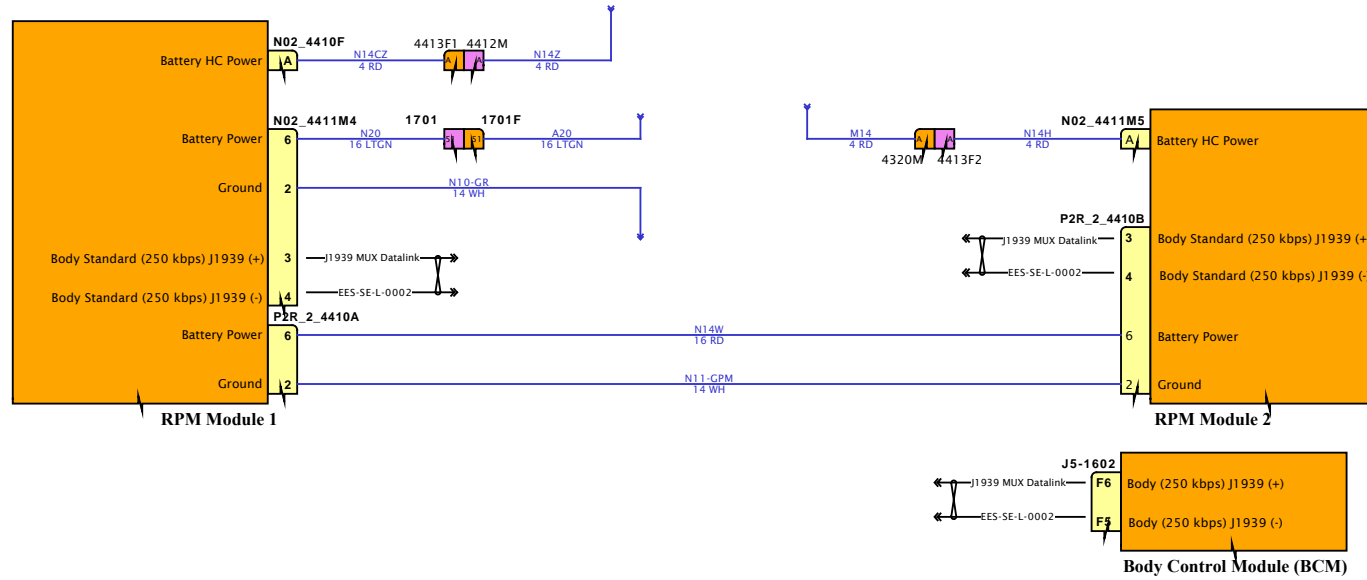 N02_4410F
Battery HC Power
A
N14CZ
4 RD
4413F1
4412M
A
A
N14Z
4 RD
N02_4411M4
Battery Power
6
N20
16 LTGN
1701
1701F
51
A20
16 LTGN
Ground
2
N10-GR
14 WH
Body Standard (250 kbps) J1939 (+)
3
J1939 MUX Datalink
Body Standard (250 kbps) J1939 (-)
4
EES-SE-L-0002
P2R_2_4410A
Battery Power
6
N14W
16 RD
Ground
2
N11-GPM
14 WH
RPM Module 1
M14
4 RD
A
A
4320M
4413F2
N14H
4 RD
N02_4411M5
A
Battery HC Power
P2R_2_4410B
J1939 MUX Datalink
3
Body Standard (250 kbps) J1939 (+
EES-SE-L-0002
4
Body Standard (250 kbps) J1939 (-
6
Battery Power
2
Ground
RPM Module 2
J5-1602
J1939 MUX Datalink
F6
Body (250 kbps) J1939 (+)
EES-SE-L-0002
F5
Body (250 kbps) J1939 (-)
Body Control Module (BCM)